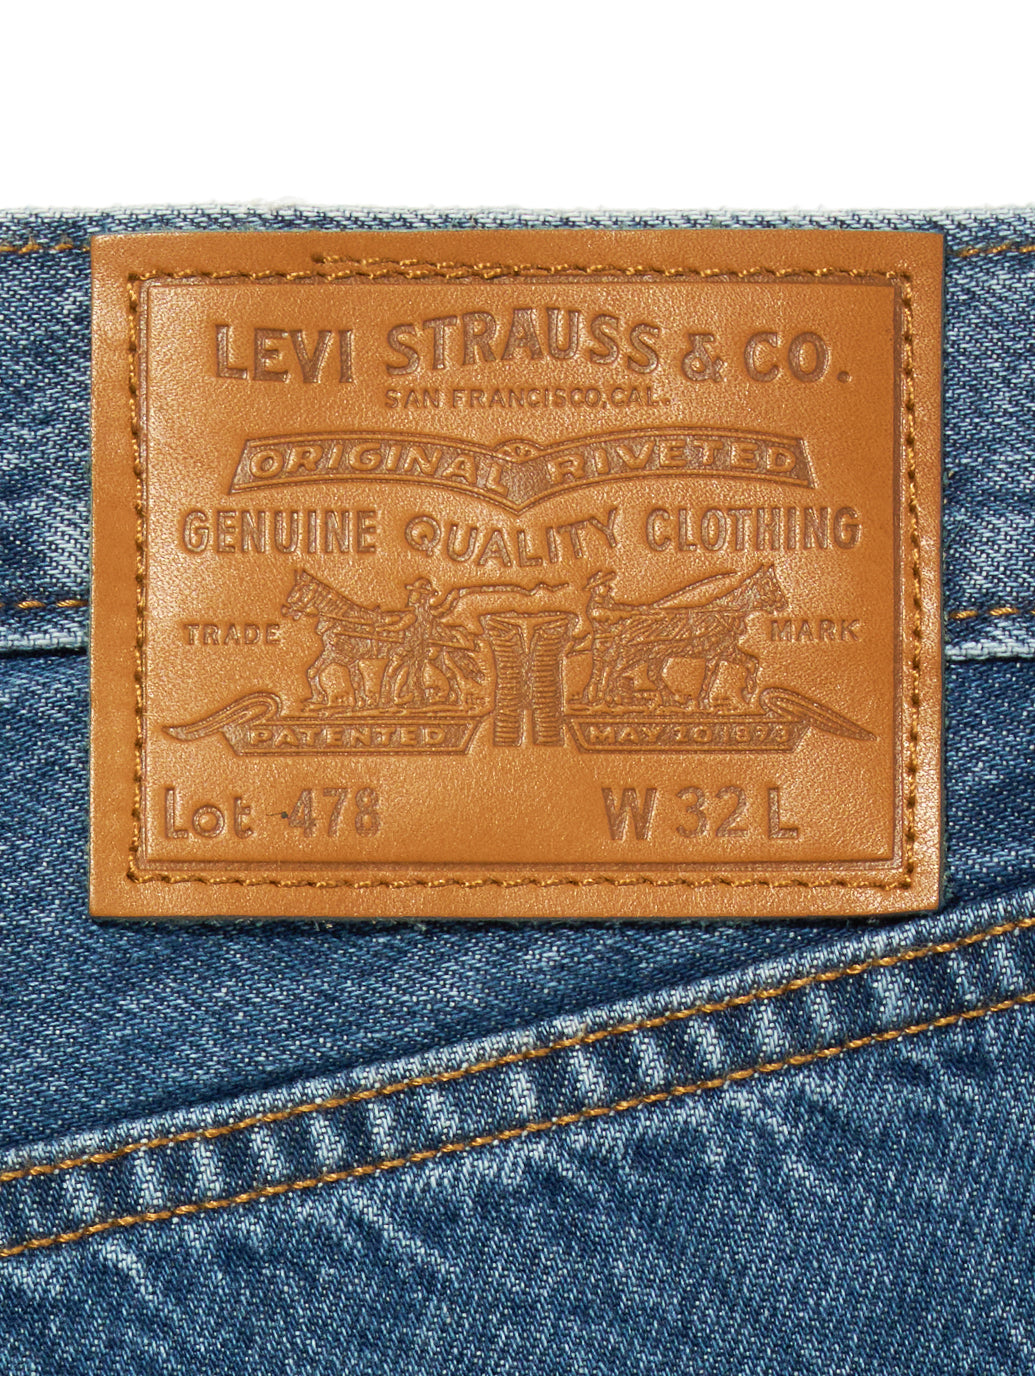 LEVI STRAUSS & CO.
SAN FRANCISCO, CAL.
ORIGINAL RIVETED
GENUINE QUALITY CLOTHING
TRADE MARK
PATENTED MAY 20 1873
Lot 478 W 32 L